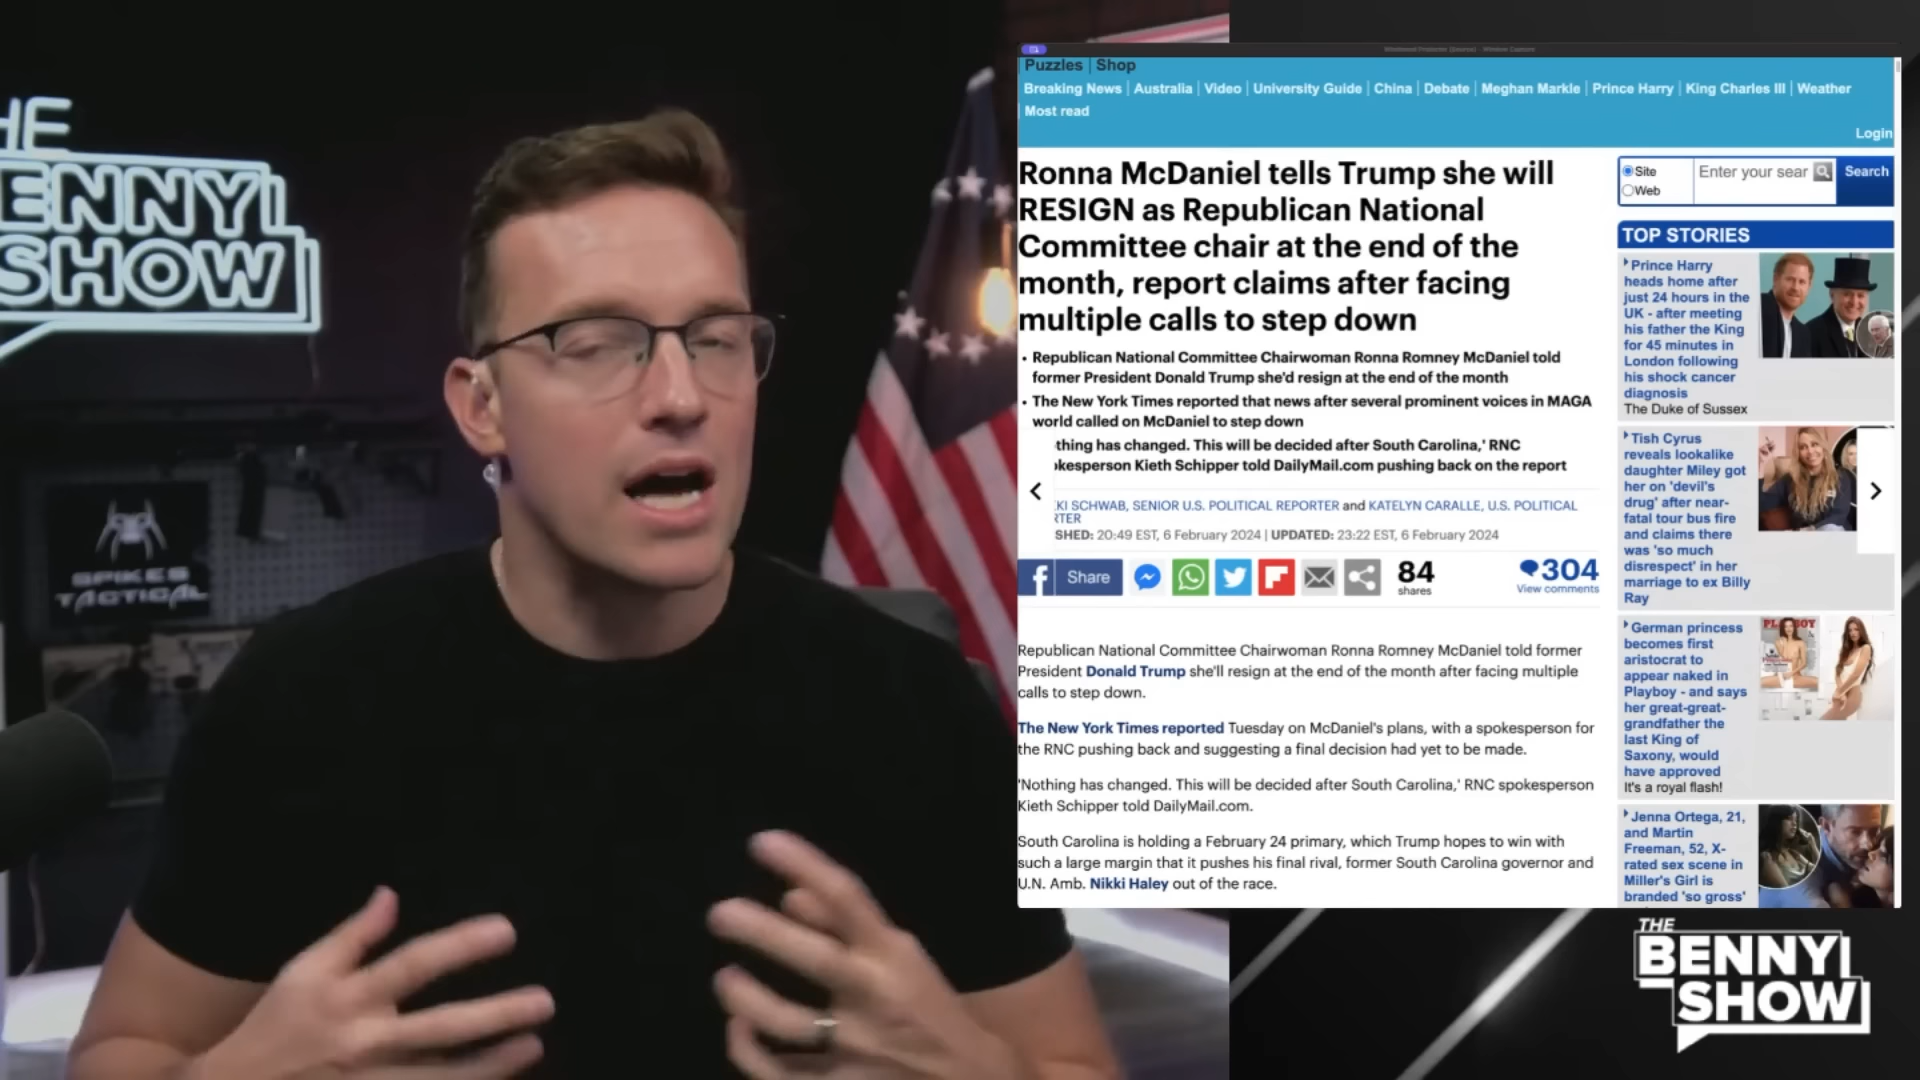 HE
ENNY
SHOW
SPIKES
TACTICAL
Puzzles | Shop
Breaking News | Australia | Video | University Guide | China | Debate | Meghan Markle | Prince Harry | King Charles III | Weather
Most read
Login
Ronna McDaniel tells Trump she will
RESIGN as Republican National
Committee chair at the end of the
month, report claims after facing
multiple calls to step down
• Republican National Committee Chairwoman Ronna Romney McDaniel told
former President Donald Trump she'd resign at the end of the month
• The New York Times reported that news after several prominent voices in MAGA
world called on McDaniel to step down
thing has changed. This will be decided after South Carolina,' RNC
kesperson Kieth Schipper told DailyMail.com pushing back on the report
KI SCHWAB, SENIOR U.S. POLITICAL REPORTER and KATELYN CARALLE, U.S. POLITICAL
RTER
SHED: 20:49 EST, 6 February 2024 | UPDATED: 23:22 EST, 6 February 2024
Share
84
shares
304
View comments
Republican National Committee Chairwoman Ronna Romney McDaniel told former
President Donald Trump she'll resign at the end of the month after facing multiple
calls to step down.
The New York Times reported Tuesday on McDaniel's plans, with a spokesperson for
the RNC pushing back and suggesting a final decision had yet to be made.
'Nothing has changed. This will be decided after South Carolina,' RNC spokesperson
Kieth Schipper told DailyMail.com.
South Carolina is holding a February 24 primary, which Trump hopes to win with
such a large margin that it pushes his final rival, former South Carolina governor and
U.N. Amb. Nikki Haley out of the race.
Site
Web
Enter your sear
Search
TOP STORIES
Prince Harry
heads home after
just 24 hours in the
UK - after meeting
his father the King
for 45 minutes in
London following
his shock cancer
diagnosis
The Duke of Sussex
Tish Cyrus
reveals lookalike
daughter Miley got
her on 'devil's
drug' after near-
fatal tour bus fire
and claims there
was 'so much
disrespect' in her
marriage to ex Billy
Ray
German princess
becomes first
aristocrat to
appear naked in
Playboy - and says
her great-great-
grandfather the
last King of
Saxony, would
have approved
It's a royal flash!
Jenna Ortega, 21,
and Martin
Freeman, 52, X-
rated sex scene in
Miller's Girl is
branded 'so gross'
THE
BENNY
SHOW